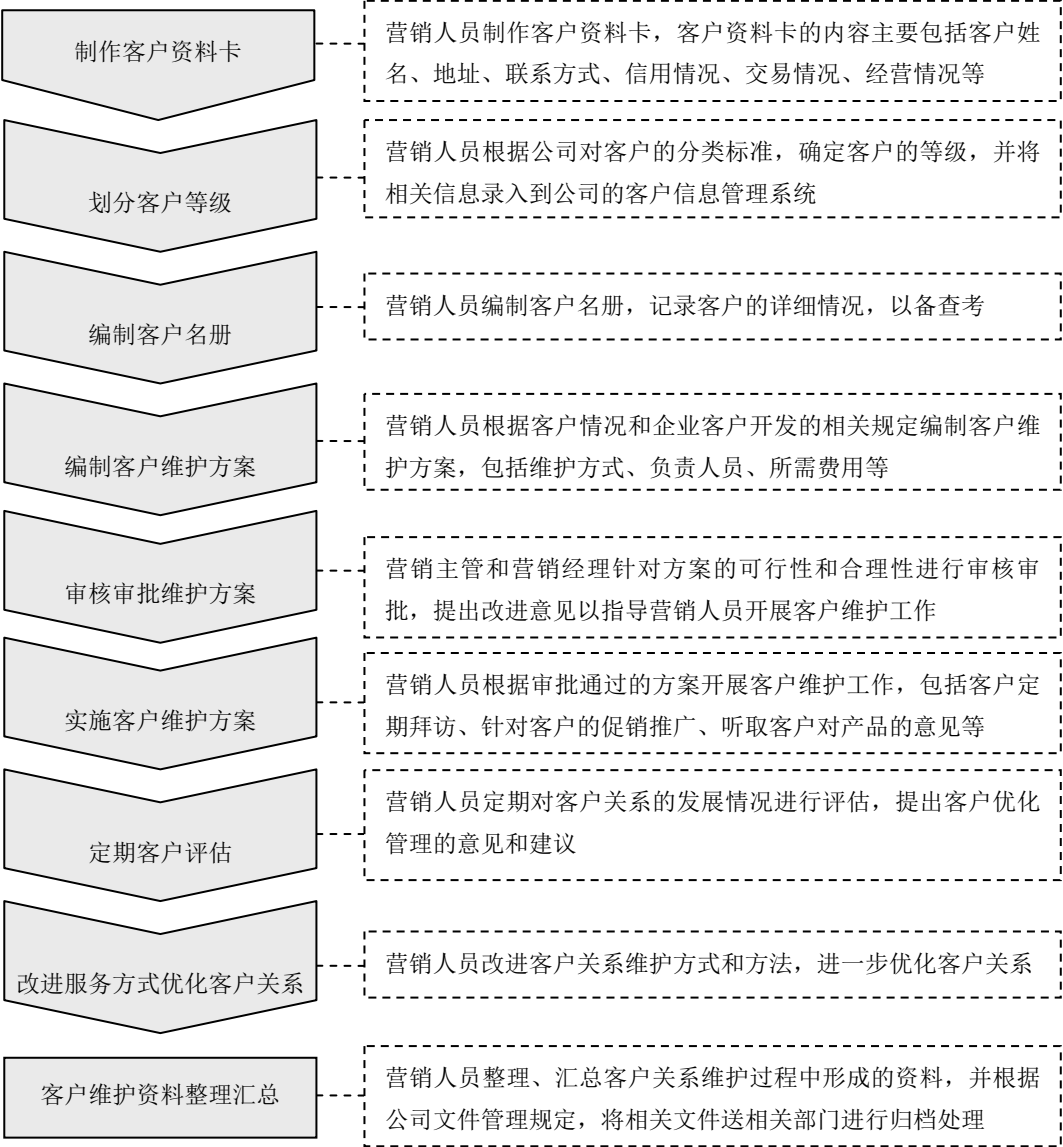 制作客户资料卡
营销人员制作客户资料卡，客户资料卡的内容主要包括客户姓
名、地址、联系方式、信用情况、交易情况、经营情况等
划分客户等级
营销人员根据公司对客户的分类标准，确定客户的等级，并将
相关信息录入到公司的客户信息管理系统
编制客户名册
营销人员编制客户名册，记录客户的详细情况，以备查考
编制客户维护方案
营销人员根据客户情况和企业客户开发的相关规定编制客户维
护方案，包括维护方式、负责人员、所需费用等
审核审批维护方案
营销主管和营销经理针对方案的可行性和合理性进行审核审
批，提出改进意见以指导营销人员开展客户维护工作
实施客户维护方案
营销人员根据审批通过的方案开展客户维护工作，包括客户定
期拜访、针对客户的促销推广、听取客户对产品的意见等
定期客户评估
营销人员定期对客户关系的发展情况进行评估，提出客户优化
管理的意见和建议
改进服务方式优化客户关系
营销人员改进客户关系维护方式和方法，进一步优化客户关系
客户维护资料整理汇总
营销人员整理、汇总客户关系维护过程中形成的资料，并根据
公司文件管理规定，将相关文件送相关部门进行归档处理